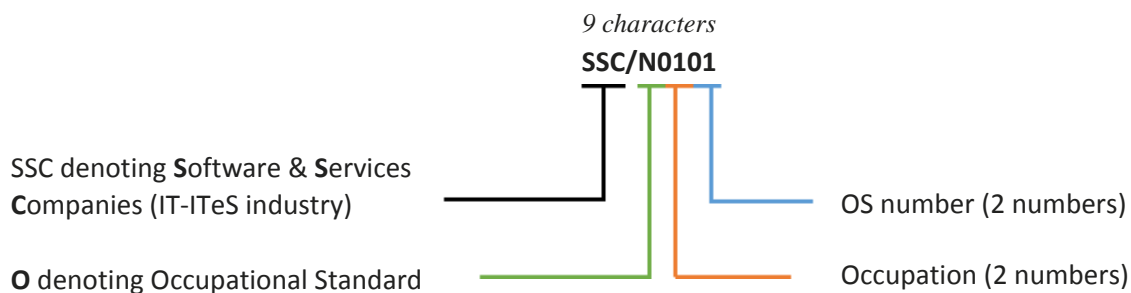 9 characters
SSC/N0101
SSC denoting Software & Services
Companies (IT-ITeS industry)
OS number (2 numbers)
O denoting Occupational Standard
Occupation (2 numbers)